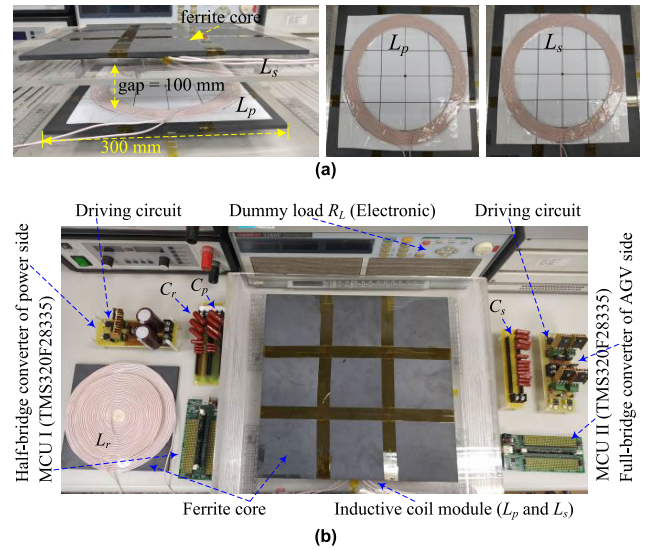 ferrite core
Ls
gap = 100 mm
Lp
300 mm
Lp
Ls
(a)
Driving circuit
Dummy load RL (Electronic)
Driving circuit
Half-bridge converter of power side
MCU I (TMS320F28335)
Cr
Cp
Cs
Lr
MCU II (TMS320F28335)
Full-bridge converter of AGV side
Ferrite core
Inductive coil module (Lp and Ls)
(b)